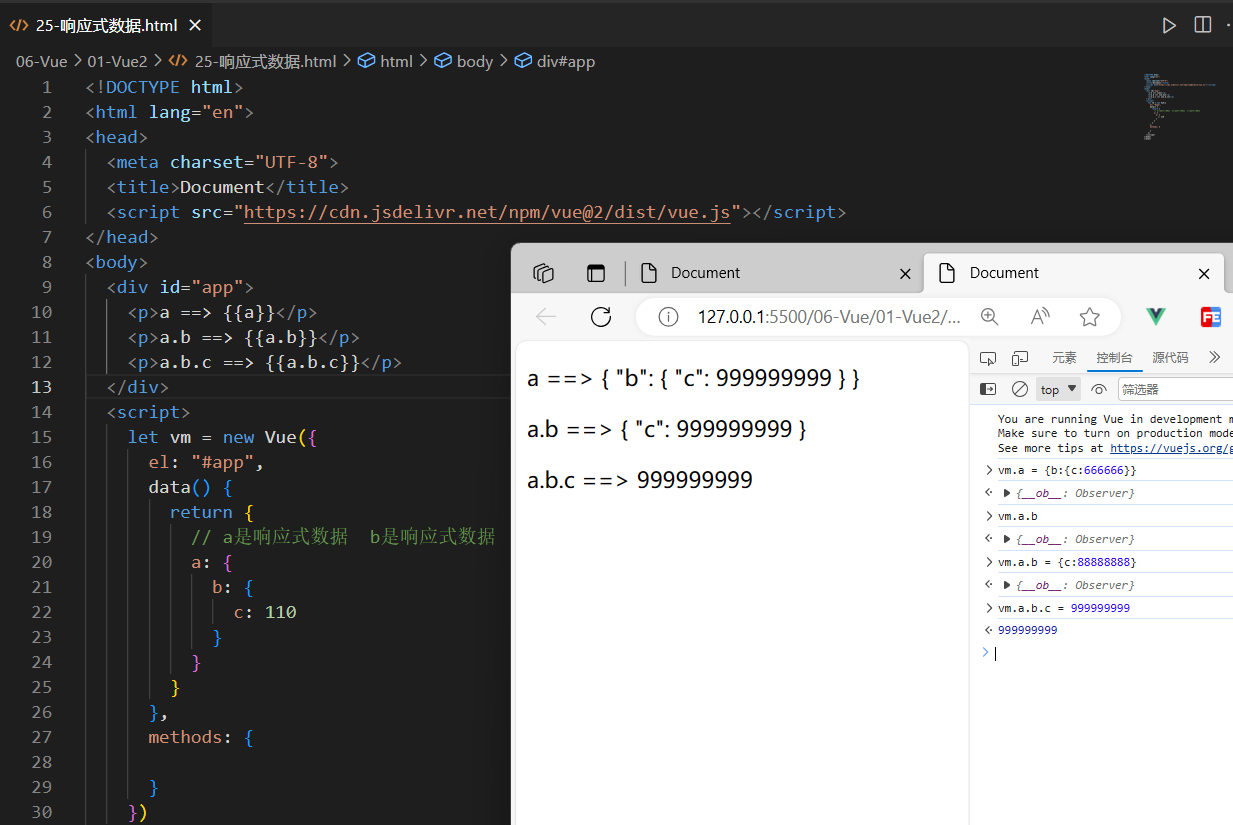 25-响应式数据.html
06-Vue > 01-Vue2 > 25-响应式数据.html > html > body > div#app
1 <!DOCTYPE html>
2 <html lang="en">
3 <head>
4 <meta charset="UTF-8">
5 <title>Document</title>
6 <script src="https://cdn.jsdelivr.net/npm/vue@2/dist/vue.js"></script>
7 </head>
8 <body>
9 <div id="app">
10 <p>a ==> {{a}}</p>
11 <p>a.b ==> {{a.b}}</p>
12 <p>a.b.c ==> {{a.b.c}}</p>
13 </div>
14 <script>
15 let vm = new Vue({
16 el: "#app",
17 data() {
18 return {
19 // a是响应式数据  b是响应式数据
20 a: {
21 b: {
22 c: 110
23 }
24 }
25 }
26 },
27 methods: {
28
29 }
30 })
Document
Document
127.0.0.1:5500/06-Vue/01-Vue2/...
a ==> { "b": { "c": 999999999 } }
a.b ==> { "c": 999999999 }
a.b.c ==> 999999999
元素 控制台 源代码
top
筛选器
You are running Vue in development m
Make sure to turn on production mode
See more tips at https://vuejs.org/g
> vm.a = {b:{c:666666}}
{__ob__: Observer}
> vm.a.b
{__ob__: Observer}
> vm.a.b = {c:88888888}
{__ob__: Observer}
> vm.a.b.c = 999999999
999999999
>